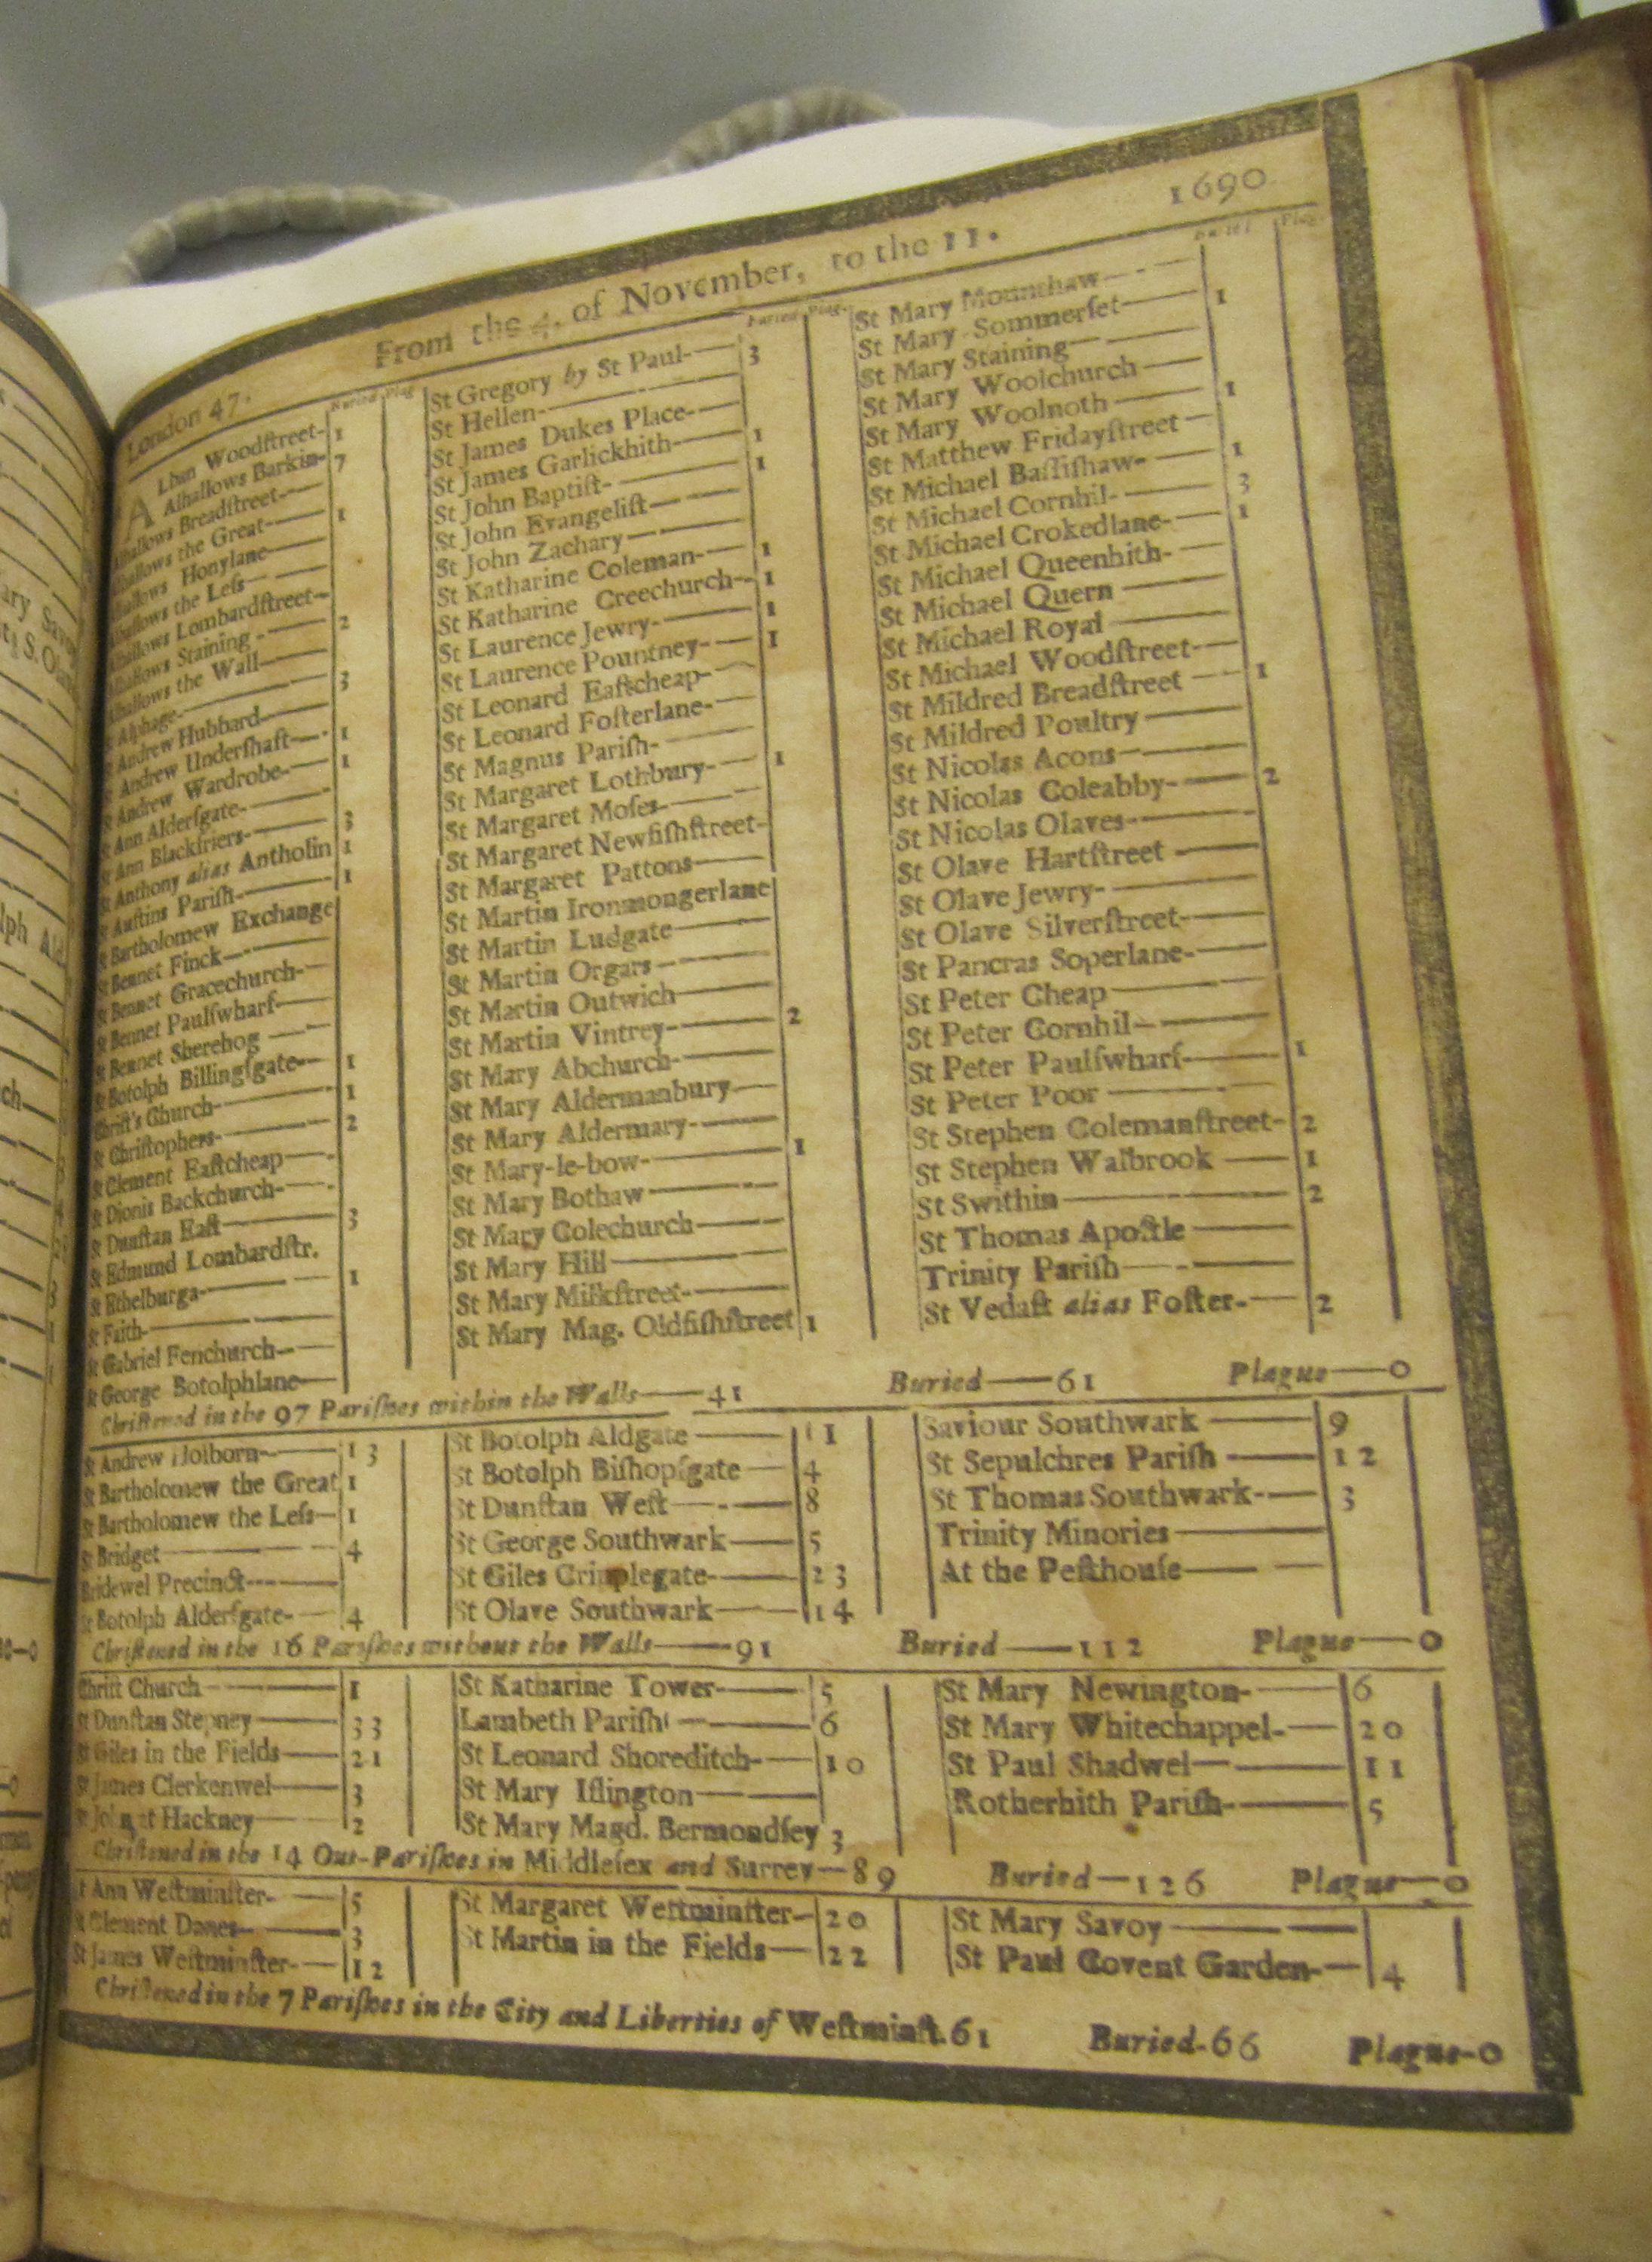 London 47. From the 4. of November, to the 11. 1690
Buried Plag.
ALban Woodſtreet- 1
Alhallows Barkin- 7
Alhallows Breadſtreet-
Alhallows the Great- 1
Alhallows Honylane
Alhallows the Leſs
Alhallows Lombardſtreet-
Alhallows Staining - 2
Alhallows the Wall
St Alphage- 3
St Andrew Hubbard
St Andrew Underſhaft 1
St Andrew Wardrobe- 1
St Ann Alderſgate-
St Ann Blackfriers- 3
St Anthony alias Antholin 1
St Auſtins Pariſh- 1
St Bartholomew Exchange
St Bennet Finck
St Bennet Gracechurch-
St Bennet Paulſwharf
St Bennet Sherehog
St Botolph Billingſgate 1
Chriſt's Church- 1
St Chriſtophers- 2
St Clement Eaſtcheap
St Dionis Backchurch-
St Dunſtan Eaſt 3
St Edmund Lombardſtr.
St Ethelburga- 1
St Faith-
St Gabriel Fenchurch
St George Botolphlane
Buried Plag.
St Gregory by St Paul- 3
St Hellen-
St James Dukes Place-
St James Garlickhith 1
St John Baptiſt- 1
St John Evangeliſt
St John Zachary
St Katharine Coleman- 1
St Katharine Creechurch- 1
St Laurence Jewry- 1
St Laurence Pountney- 1
St Leonard Eaſtcheap-
St Leonard Foſterlane-
St Magnus Pariſh-
St Margaret Lothbury- 1
St Margaret Moſes
St Margaret Newfiſhſtreet-
St Margaret Pattons
St Martin Ironmongerlane
St Martin Ludgate
St Martin Orgars
St Martin Outwich
St Martin Vintrey- 2
St Mary Abchurch-
St Mary Aldermanbury
St Mary Aldermary-
St Mary-le-bow- 1
St Mary Bothaw
St Mary Colechurch
St Mary Hill
St Mary Milkſtreet-
St Mary Mag. Oldfiſhſtreet 1
Buried Plag.
St Mary Mounthaw
St Mary Sommerſet 1
St Mary Staining
St Mary Woolchurch
St Mary Woolnoth 1
St Matthew Fridayſtreet
St Michael Baſſiſhaw- 1
St Michael Cornhil- 3
St Michael Crokedlane- 1
St Michael Queenhith-
St Michael Quern
St Michael Royal
St Michael Woodſtreet
St Mildred Breadſtreet 1
St Mildred Poultry
St Nicolas Acons
St Nicolas Coleabby- 2
St Nicolas Olaves-
St Olave Hartſtreet
St Olave Jewry-
St Olave Silverſtreet-
St Pancras Soperlane-
St Peter Cheap
St Peter Cornhil
St Peter Paulſwharf 1
St Peter Poor
St Stephen Colemanſtreet- 2
St Stephen Walbrook 1
St Swithin 2
St Thomas Apoſtle
Trinity Pariſh
St Vedaſt alias Foſter- 2
Chriſtened in the 97 Pariſhes within the Walls 41 Buried 61 Plague 0
St Andrew Holborn 13
St Bartholomew the Great 1
St Bartholomew the Leſs 1
St Bridget 4
Bridewel Precinct
St Botolph Alderſgate- 4
St Botolph Aldgate 11
St Botolph Biſhopſgate 4
St Dunſtan Weſt 8
St George Southwark 5
St Giles Cripplegate 23
St Olave Southwark 14
Saviour Southwark 9
St Sepulchres Pariſh 12
St Thomas Southwark- 3
Trinity Minories
At the Peſthouſe
Chriſtened in the 16 Pariſhes without the Walls 91 Buried 112 Plague 0
Chriſt Church 1
St Dunſtan Stepney 33
St Giles in the Fields 21
St James Clerkenwel 3
St John at Hackney 2
St Katharine Tower 5
Lambeth Pariſh 6
St Leonard Shoreditch- 10
St Mary Iſlington
St Mary Magd. Bermondſey 3
St Mary Newington- 6
St Mary Whitechappel- 20
St Paul Shadwel 11
Rotherhith Pariſh- 5
Chriſtened in the 14 Out-Pariſhes in Middleſex and Surrey 89 Buried 126 Plague 0
St Ann Weſtminſter- 5
St Clement Danes 3
St James Weſtminſter- 12
St Margaret Weſtminſter 20
St Martin in the Fields 22
St Mary Savoy
St Paul Covent Garden- 4
Chriſtened in the 7 Pariſhes in the City and Liberties of Weſtminſt. 61 Buried-66 Plague-0